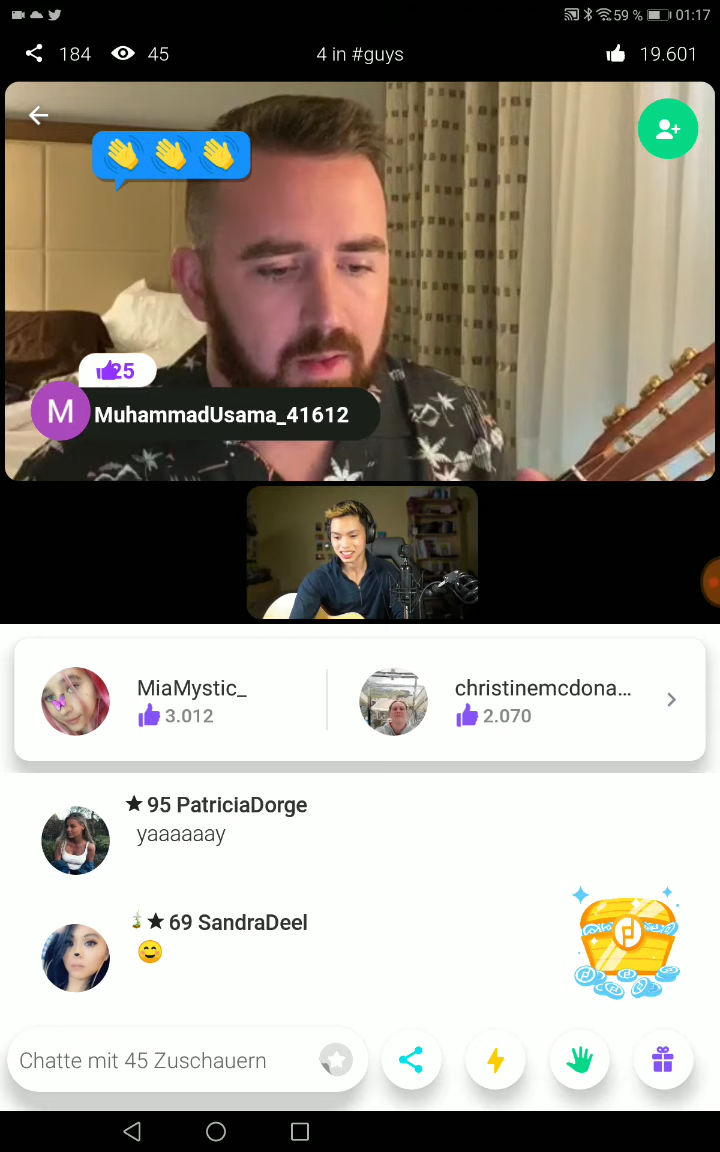 59 % 01:17
184 45 4 in #guys 19.601
25
M MuhammadUsama_41612
MiaMystic_
3.012
christinemcdona...
2.070
95 PatriciaDorge
yaaaaaay
69 SandraDeel
Chatte mit 45 Zuschauern